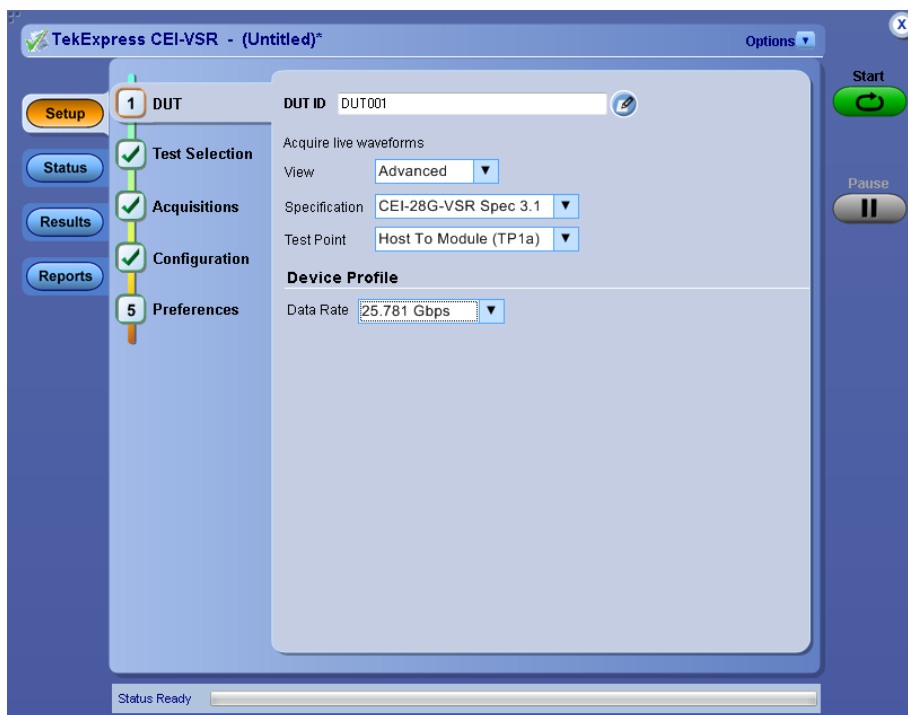 TekExpress CEI-VSR - (Untitled)*
Options
X
Start
Pause
Setup
Status
Results
Reports
1 DUT
Test Selection
Acquisitions
Configuration
5 Preferences
DUT ID DUT001
Acquire live waveforms
View Advanced
Specification CEI-28G-VSR Spec 3.1
Test Point Host To Module (TP1a)
Device Profile
Data Rate 25.781 Gbps
Status Ready